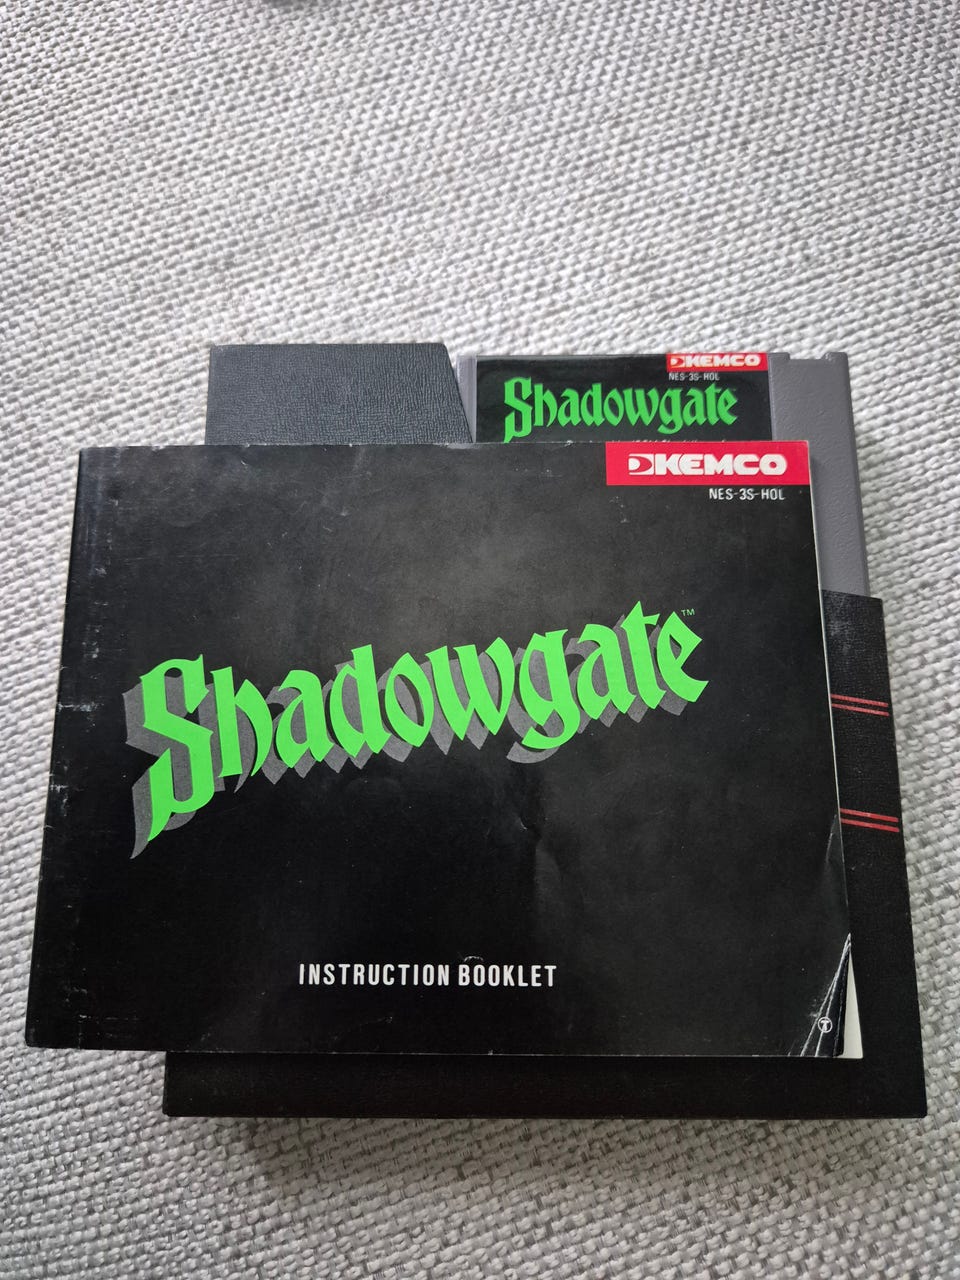 KEMCO
NES-3S-HOL
Shadowgate
KEMCO
NES-3S-HOL
Shadowgate™
INSTRUCTION BOOKLET
T